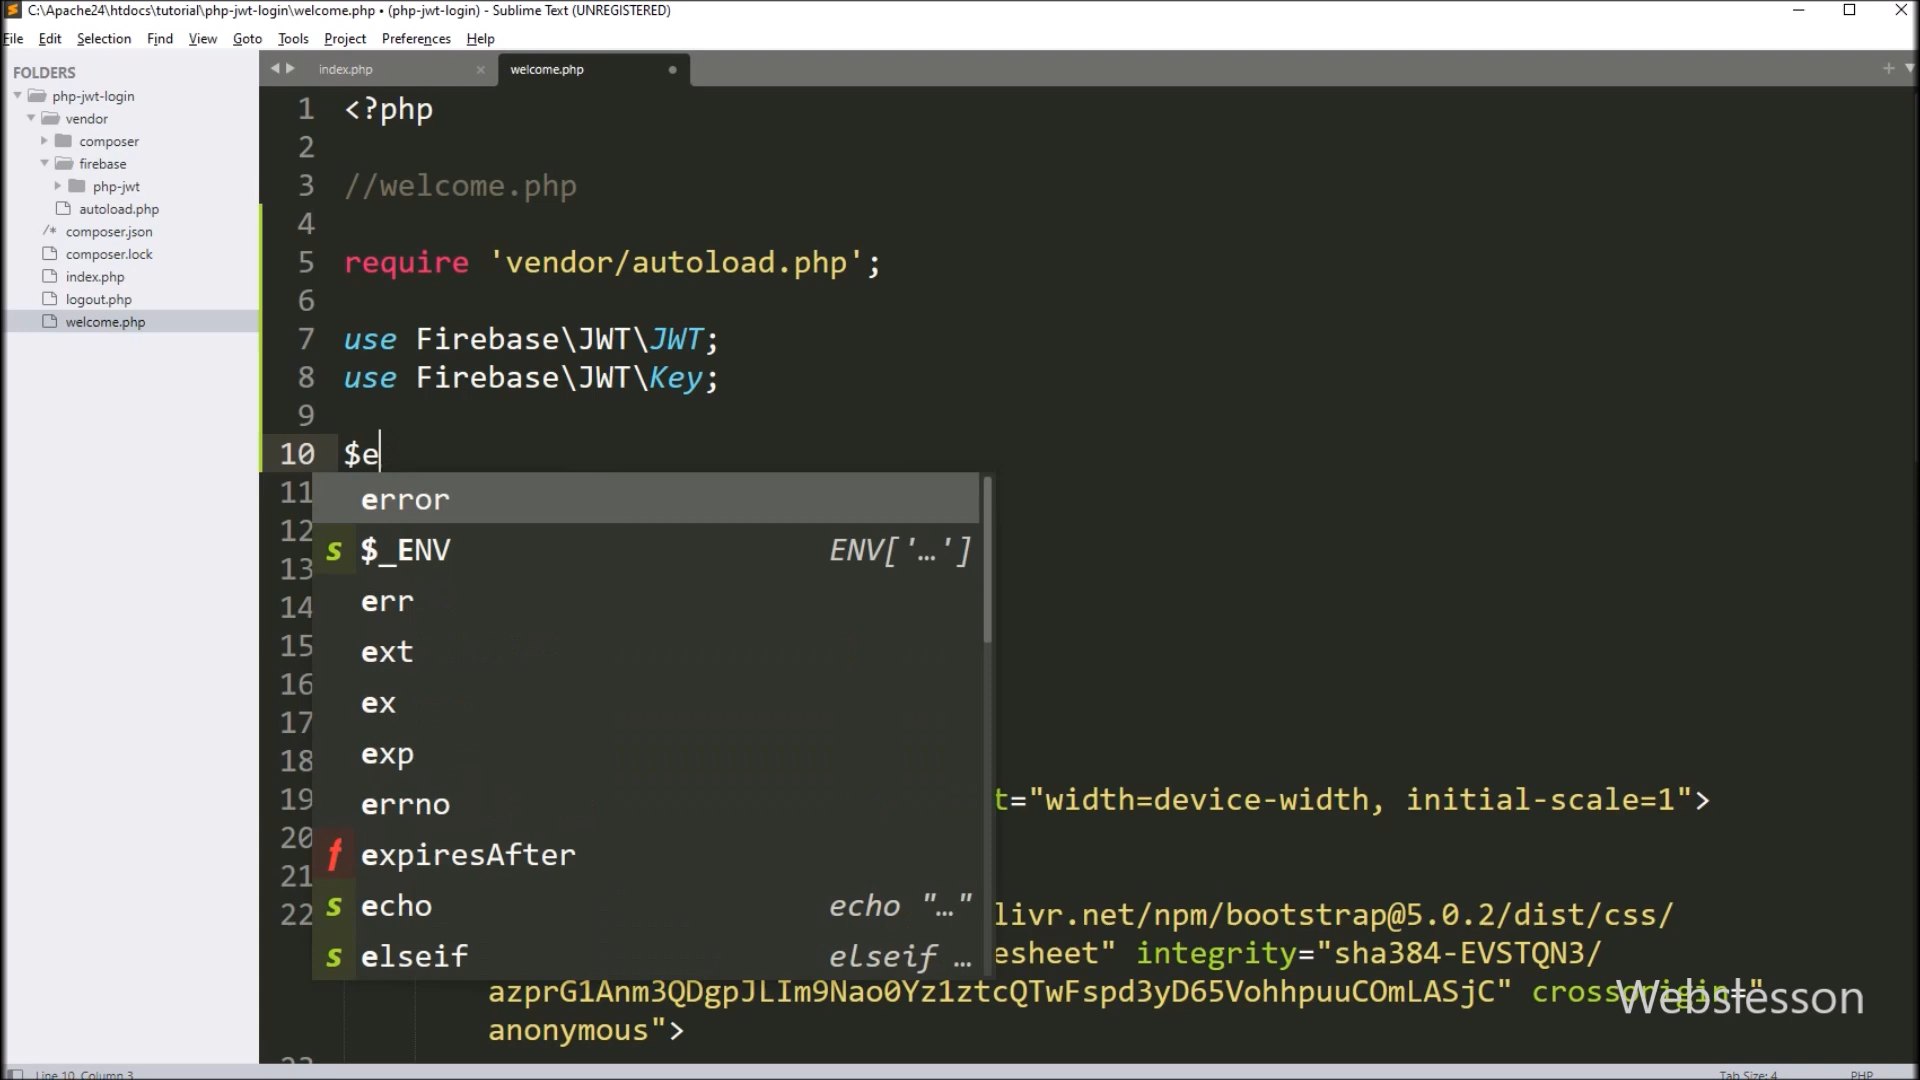 C:\Apache24\htdocs\tutorial\php-jwt-login\welcome.php • (php-jwt-login) - Sublime Text (UNREGISTERED)
File Edit Selection Find View Goto Tools Project Preferences Help
FOLDERS
php-jwt-login
vendor
composer
firebase
php-jwt
autoload.php
/* composer.json
composer.lock
index.php
logout.php
welcome.php
index.php × welcome.php
1 <?php
2
3 //welcome.php
4
5 require 'vendor/autoload.php';
6
7 use Firebase\JWT\JWT;
8 use Firebase\JWT\Key;
9
10 $e
11 error
12 s $_ENV ENV['…']
13
14 err
15 ext
16 ex
17
18 exp
19 t="width=device-width, initial-scale=1">
20 errno
21 f expiresAfter
22 s echo echo "…" livr.net/npm/bootstrap@5.0.2/dist/css/
s elseif elseif … esheet" integrity="sha384-EVSTQN3/
azprG1Anm3QDgpJLIm9Nao0Yz1ztcQTwFspd3yD65VohhpuuCOmLASjC" crossorigin="
anonymous">
Webslesson
23
Line 10, Column 3 Tab Size: 4 PHP